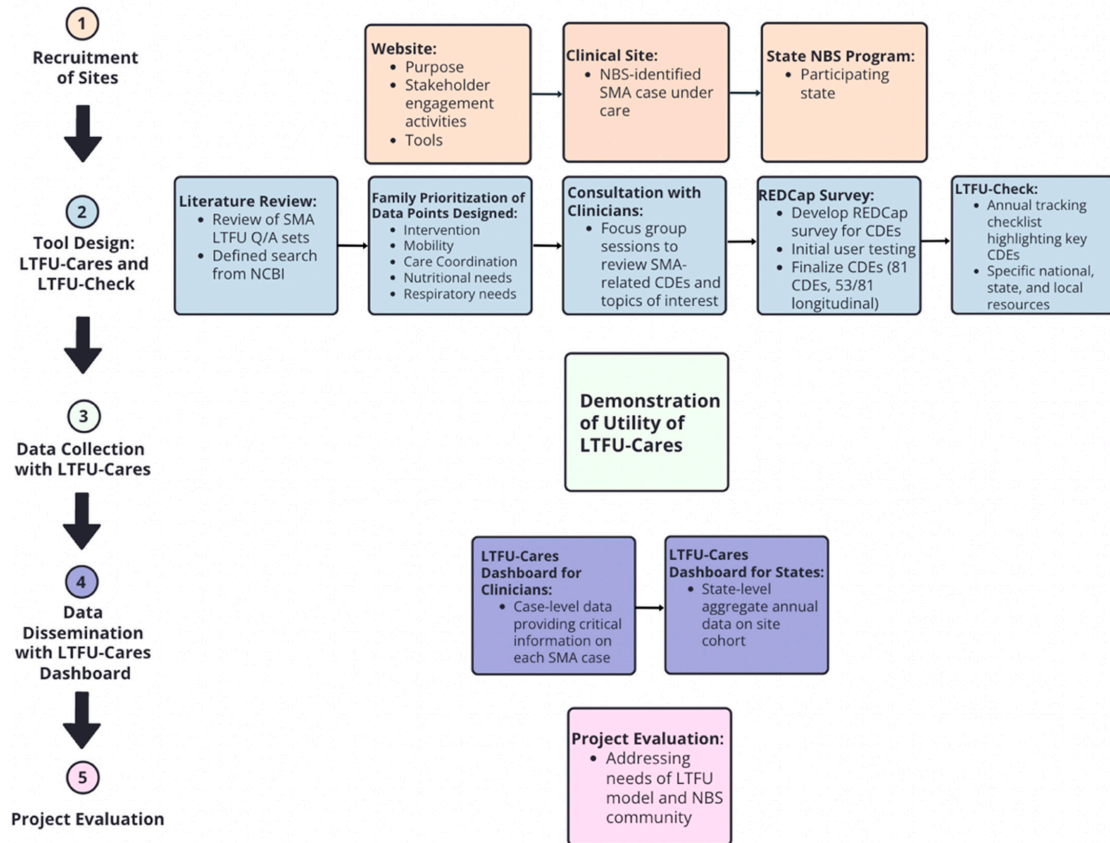 1
Recruitment
of Sites
Website:
• Purpose
• Stakeholder
engagement
activities
• Tools
Clinical Site:
• NBS-identified
SMA case under
care
State NBS Program:
• Participating
state
2
Tool Design:
LTFU-Cares and
LTFU-Check
Literature Review:
• Review of SMA
LTFU Q/A sets
• Defined search
from NCBI
Family Prioritization of
Data Points Designed:
• Intervention
• Mobility
• Care Coordination
• Nutritional needs
• Respiratory needs
Consultation with
Clinicians:
• Focus group
sessions to
review SMA-
related CDEs and
topics of interest
REDCap Survey:
• Develop REDCap
survey for CDEs
• Initial user testing
• Finalize CDEs (81
CDEs, 53/81
longitudinal)
LTFU-Check:
• Annual tracking
checklist
highlighting key
CDEs
• Specific national,
state, and local
resources
3
Data Collection
with LTFU-Cares
Demonstration
of Utility of
LTFU-Cares
4
Data
Dissemination
with LTFU-Cares
Dashboard
LTFU-Cares
Dashboard for
Clinicians:
• Case-level data
providing critical
information on
each SMA case
LTFU-Cares
Dashboard for States:
• State-level
aggregate annual
data on site
cohort
5
Project Evaluation
Project Evaluation:
• Addressing
needs of LTFU
model and NBS
community